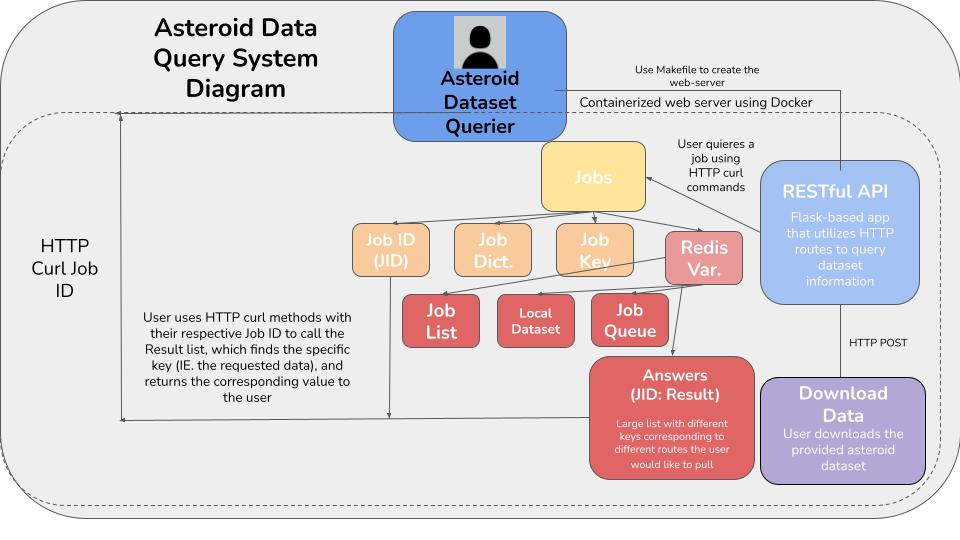 Asteroid Data
Query System
Diagram
Asteroid
Dataset
Querier
Use Makefile to create the
web-server
Containerized web server using Docker
User quieres a
job using
HTTP curl
commands
Jobs
RESTful API
Flask-based app
that utilizes HTTP
routes to query
dataset
information
Job ID
(JID)
Job
Dict.
Job
Key
Redis
Var.
HTTP
Curl Job
ID
Job
List
Local
Dataset
Job
Queue
User uses HTTP curl methods with
their respective Job ID to call the
Result list, which finds the specific
key (IE. the requested data), and
returns the corresponding value to
the user
HTTP POST
Answers
(JID: Result)
Large list with different
keys corresponding to
different routes the user
would like to pull
Download
Data
User downloads the
provided asteroid
dataset